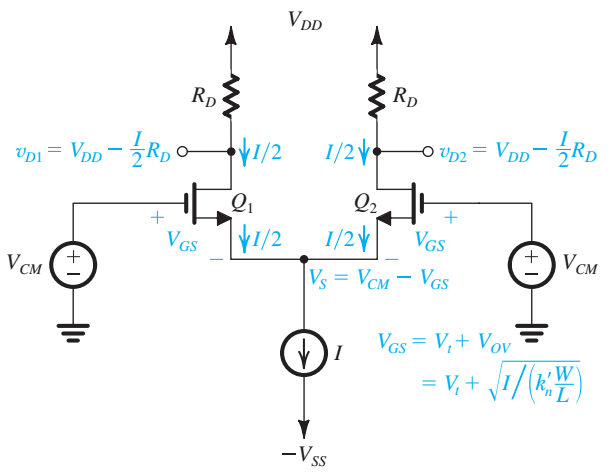 V_DD
R_D R_D
v_D1 = V_DD − I/2 R_D I/2 I/2 v_D2 = V_DD − I/2 R_D
Q_1 Q_2
+ V_GS − I/2 I/2 − V_GS +
V_CM + − + − V_CM
V_S = V_CM − V_GS
I
V_GS = V_t + V_OV
= V_t + √(I/(k'_n W/L))
−V_SS